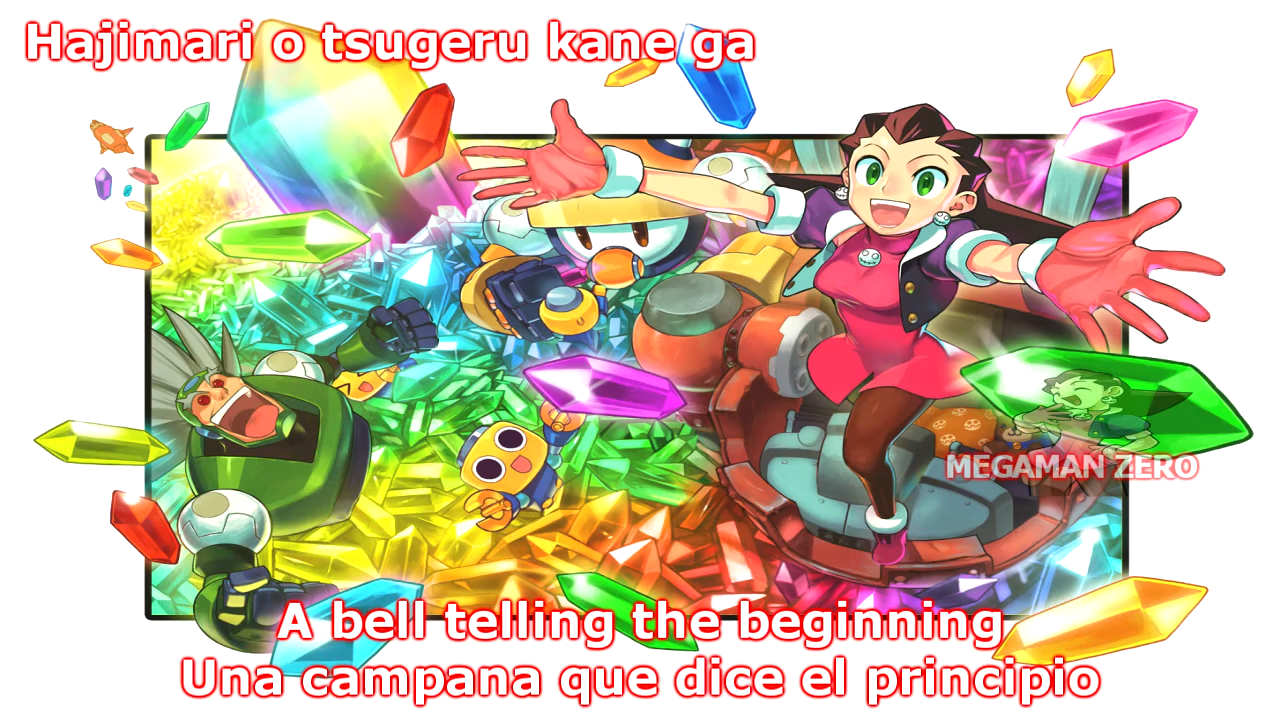 Hajimari o tsugeru kane ga
MEGAMAN ZERO
A bell telling the beginning
Una campana que dice el principio